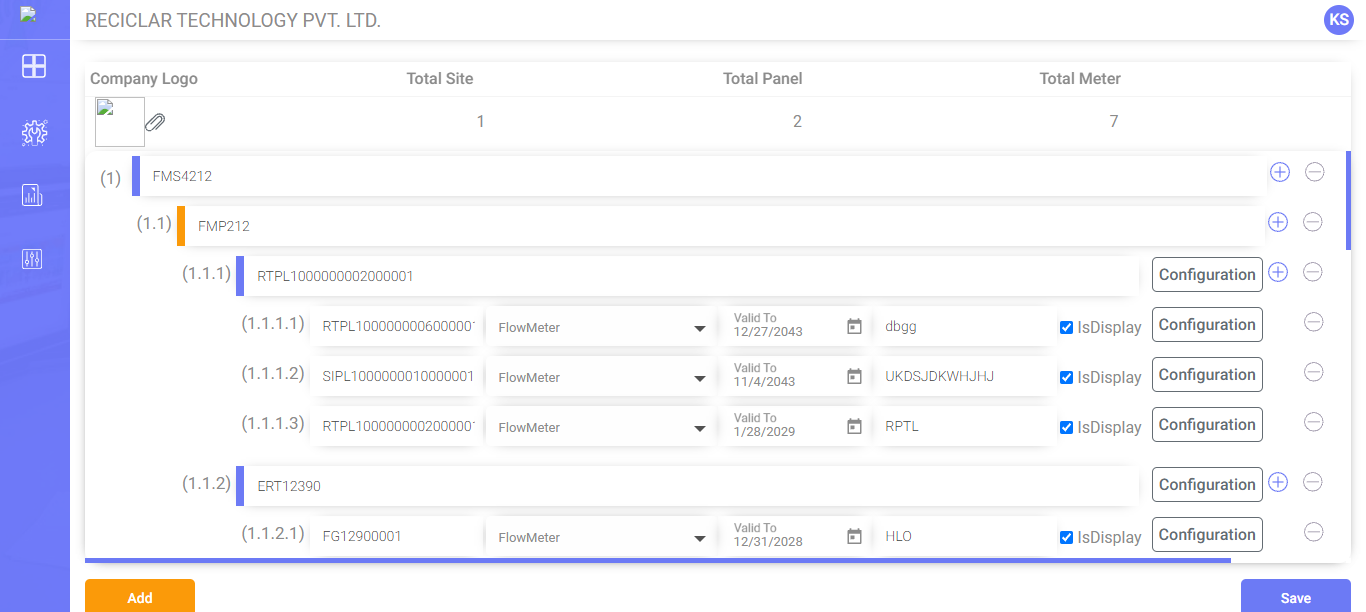 RECICLAR TECHNOLOGY PVT. LTD.
KS
Company Logo Total Site Total Panel Total Meter
1 2 7
(1) FMS4212
(1.1) FMP212
(1.1.1) RTPL1000000002000001 Configuration
(1.1.1.1) RTPL100000000600000 FlowMeter Valid To 12/27/2043 dbgg IsDisplay Configuration
(1.1.1.2) SIPL1000000010000001 FlowMeter Valid To 11/4/2043 UKDSJDKWHJHJ IsDisplay Configuration
(1.1.1.3) RTPL100000000200000 FlowMeter Valid To 1/28/2029 RPTL IsDisplay Configuration
(1.1.2) ERT12390 Configuration
(1.1.2.1) FG12900001 FlowMeter Valid To 12/31/2028 HLO IsDisplay Configuration
Add Save